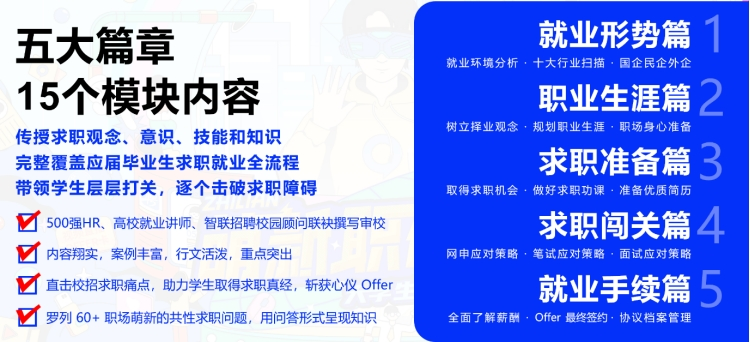 五大篇章
15个模块内容
传授求职观念、意识、技能和知识
完整覆盖应届毕业生求职就业全流程
带领学生层层打关，逐个击破求职障碍
500强HR、高校就业讲师、智联招聘校园顾问联袂撰写审校
内容翔实，案例丰富，行文活泼，重点突出
直击校招求职痛点，助力学生取得求职真经，斩获心仪 Offer
罗列 60+ 职场萌新的共性求职问题，用问答形式呈现知识
就业形势篇 1
就业环境分析 · 十大行业扫描 · 国企民企外企
职业生涯篇 2
树立择业观念 · 规划职业生涯 · 职场身心准备
求职准备篇 3
取得求职机会 · 做好求职功课 · 准备优质简历
求职闯关篇 4
网申应对策略 · 笔试应对策略 · 面试应对策略
就业手续篇 5
全面了解薪酬 · Offer 最终签约 · 协议档案管理